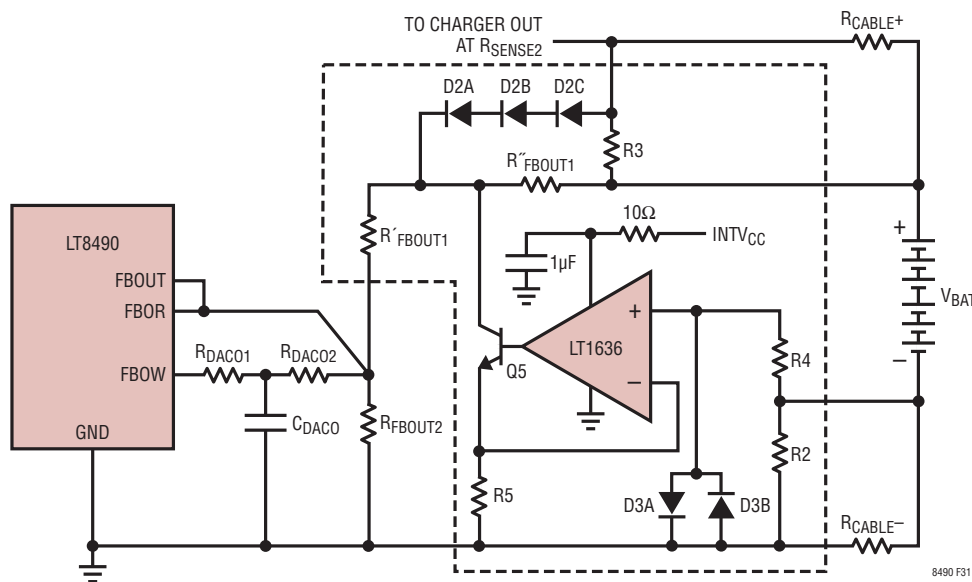 TO CHARGER OUT
AT RSENSE2
RCABLE+
D2A
D2B
D2C
R3
R˝FBOUT1
R´FBOUT1
10Ω
INTVCC
1µF
LT8490
FBOUT
FBOR
FBOW
GND
RDACO1
RDACO2
CDACO
RFBOUT2
Q5
LT1636
+
–
R4
R2
R5
D3A
D3B
+
VBAT
–
RCABLE–
8490 F31